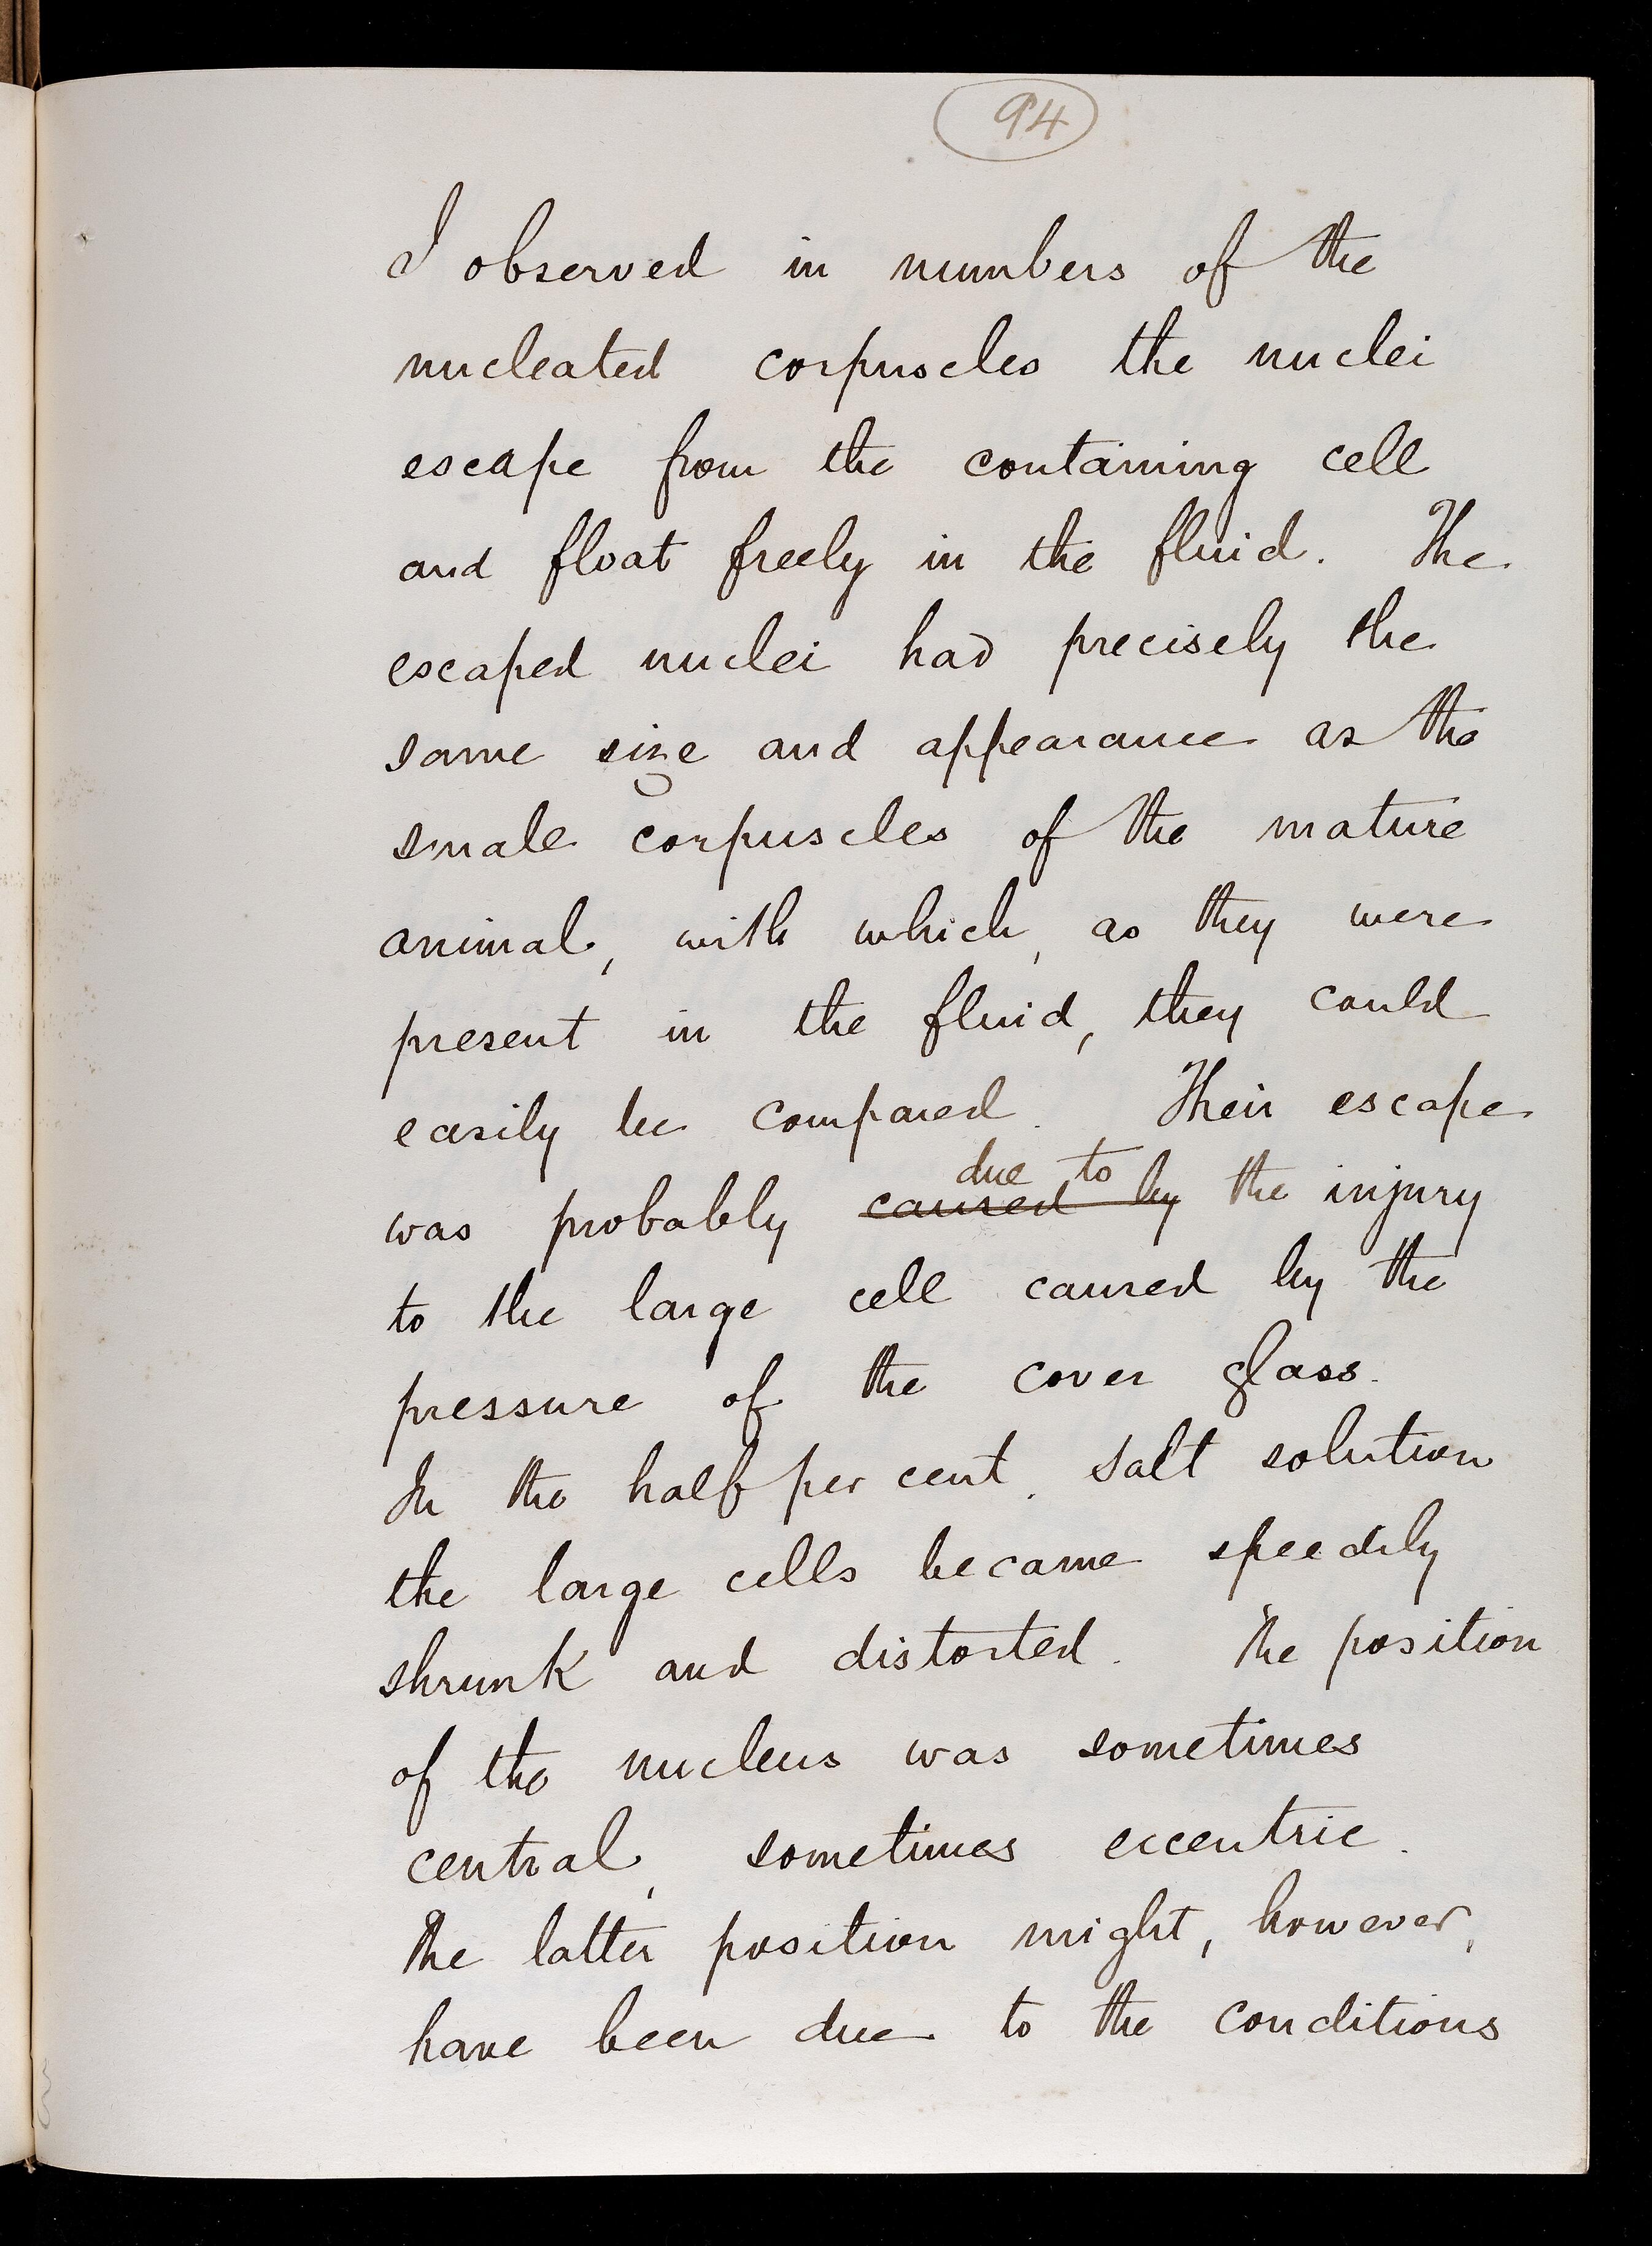 94
I observed in numbers of the
nucleated corpuscles the nuclei
escape from the containing cell
and float freely in the fluid. The
escaped nuclei had precisely the
same size and appearance as the
small corpuscles of the mature
animal, with which, as they were
present in the fluid, they could
easily be compared. Their escape
due to
was probably caused by the injury
to the large cell caused by the
pressure of the cover glass.
In the half per cent. salt solution
the large cells became speedily
shrunk and distorted. The position
of the nucleus was sometimes
central, sometimes eccentric.
The latter position might, however,
have been due to the conditions